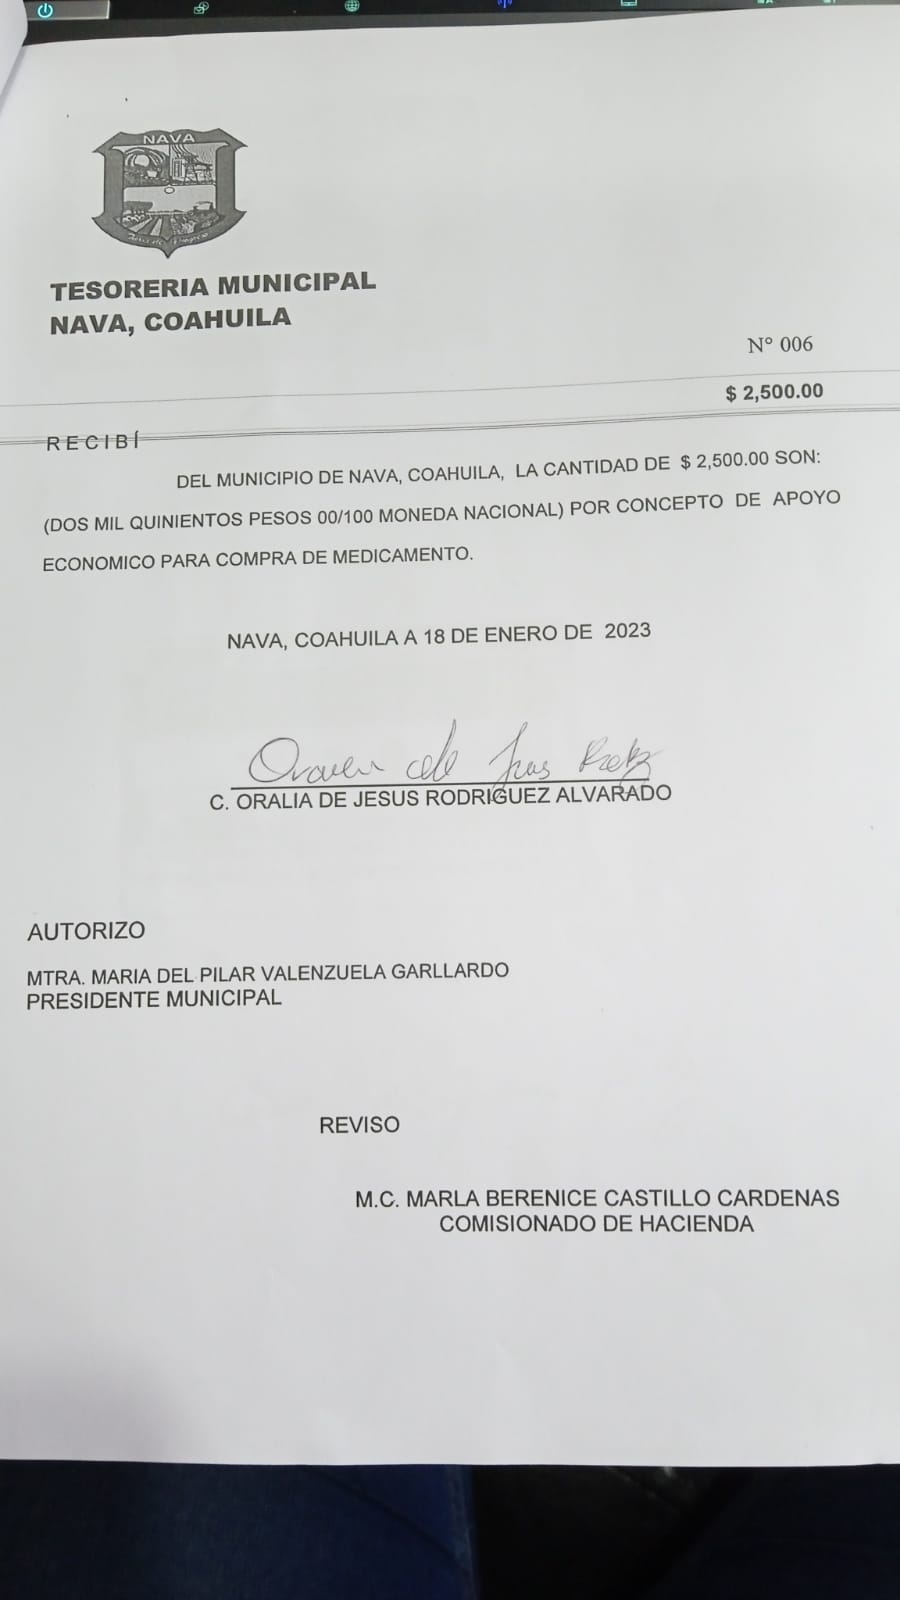 NAVA
TESORERIA MUNICIPAL
NAVA, COAHUILA
N° 006
$ 2,500.00
RECIBÍ
DEL MUNICIPIO DE NAVA, COAHUILA, LA CANTIDAD DE $ 2,500.00 SON:
(DOS MIL QUINIENTOS PESOS 00/100 MONEDA NACIONAL) POR CONCEPTO DE APOYO
ECONOMICO PARA COMPRA DE MEDICAMENTO.
NAVA, COAHUILA A 18 DE ENERO DE 2023
de
C. ORALIA DE JESUS RODRIGUEZ ALVARADO
AUTORIZO
MTRA. MARIA DEL PILAR VALENZUELA GARLLARDO
PRESIDENTE MUNICIPAL
REVISO
M.C. MARLA BERENICE CASTILLO CARDENAS
COMISIONADO DE HACIENDA